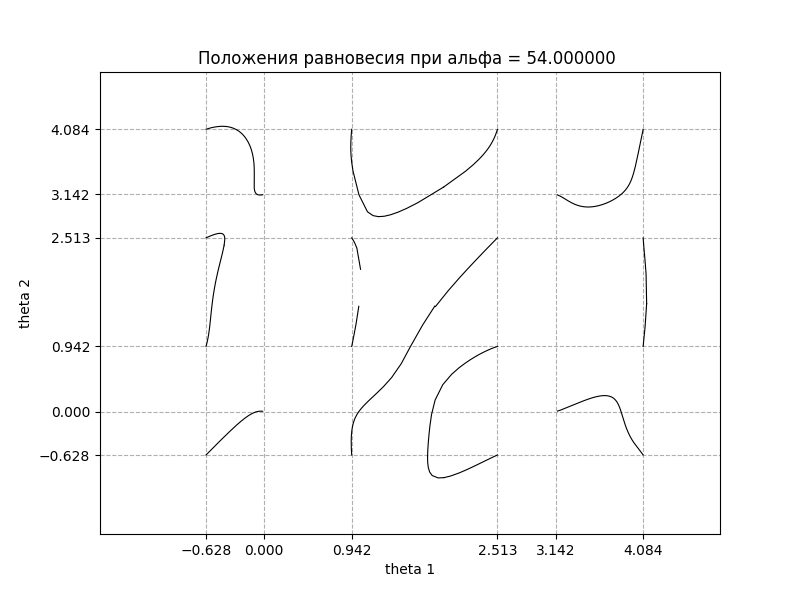 Положения равновесия при альфа = 54.000000
4.084
3.142
2.513
0.942
0.000
−0.628
theta 2
−0.628 0.000 0.942 2.513 3.142 4.084
theta 1